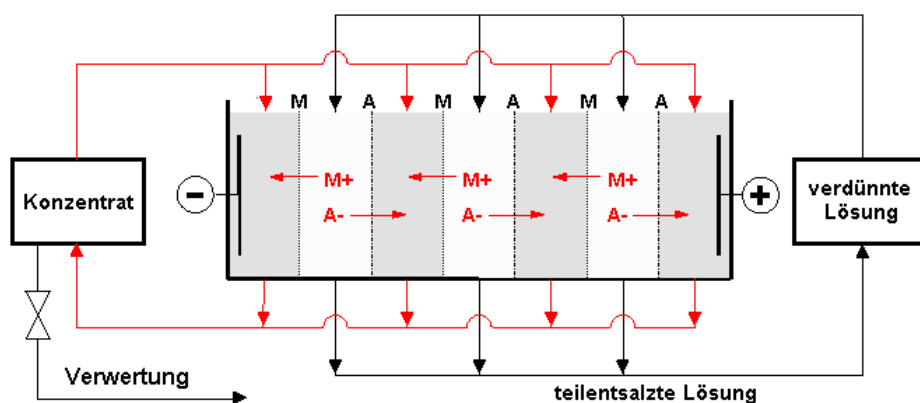 M A M A M A
Konzentrat
−
M+ M+ M+
A- A- A-
+
verdünnte
Lösung
Verwertung
teilentsalzte Lösung